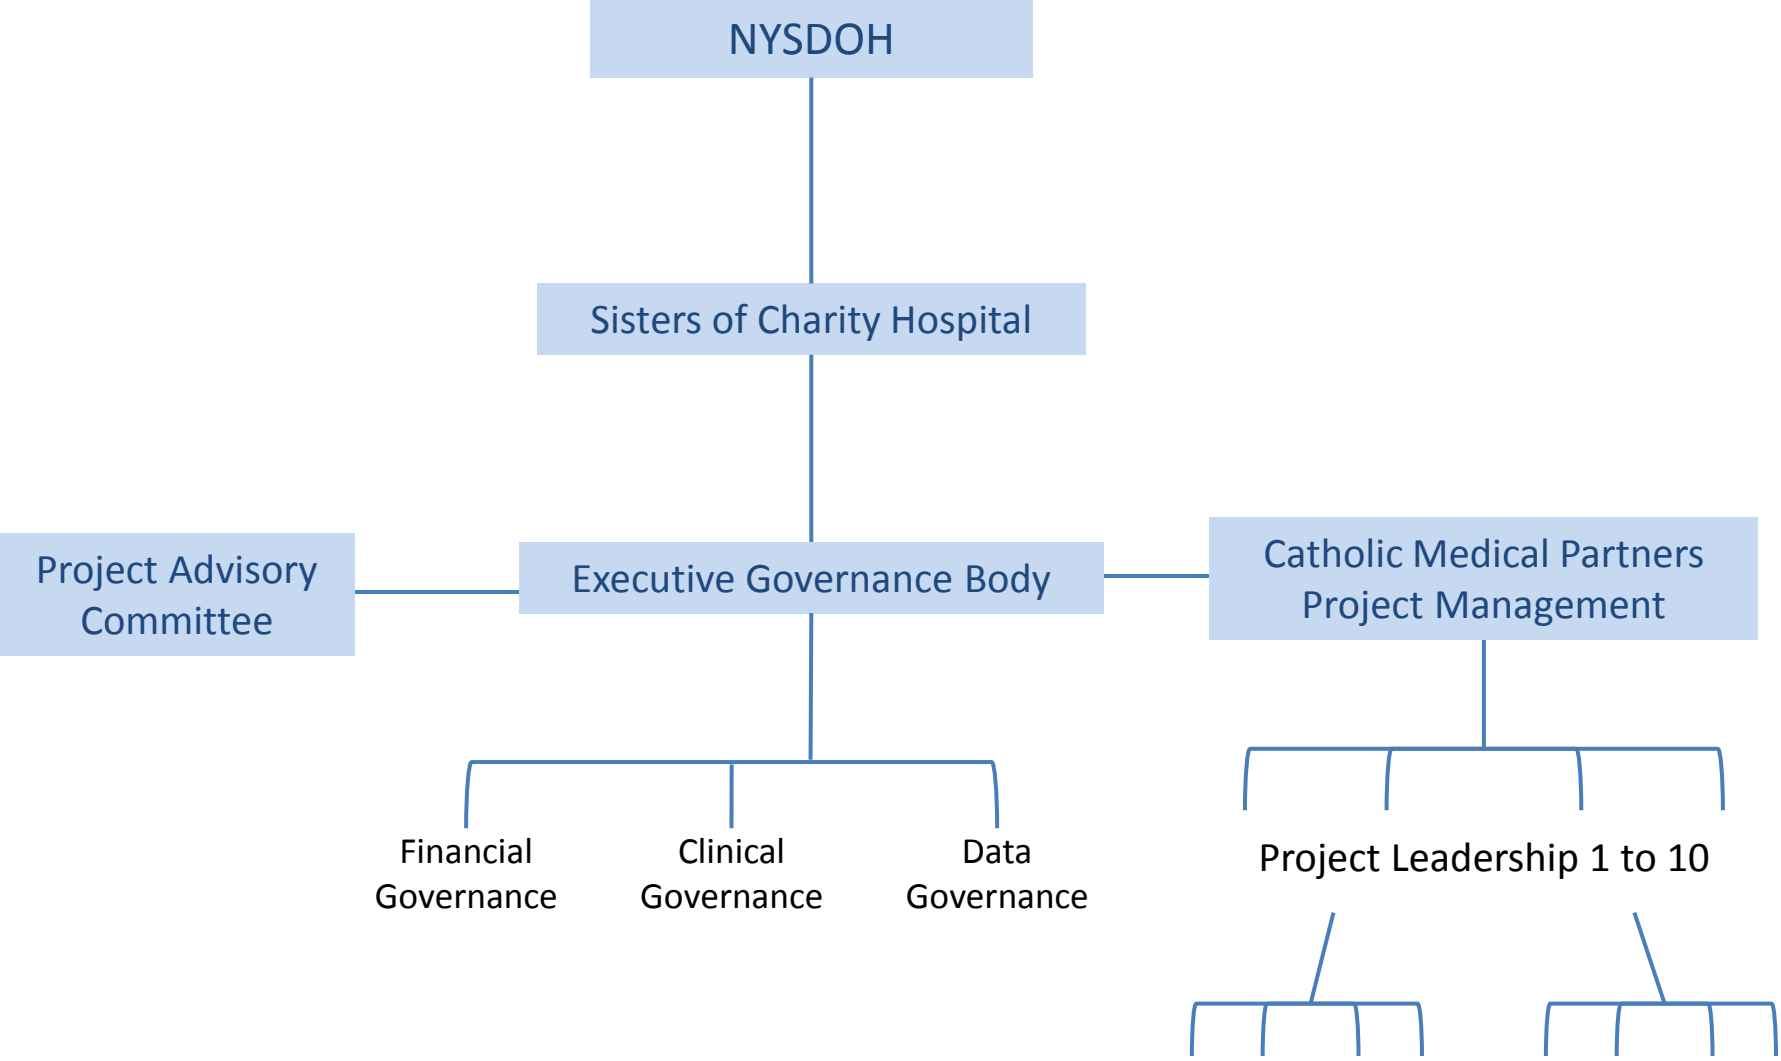 NYSDOH
Sisters of Charity Hospital
Project Advisory
Committee
Executive Governance Body
Catholic Medical Partners
Project Management
Financial
Governance
Clinical
Governance
Data
Governance
Project Leadership 1 to 10